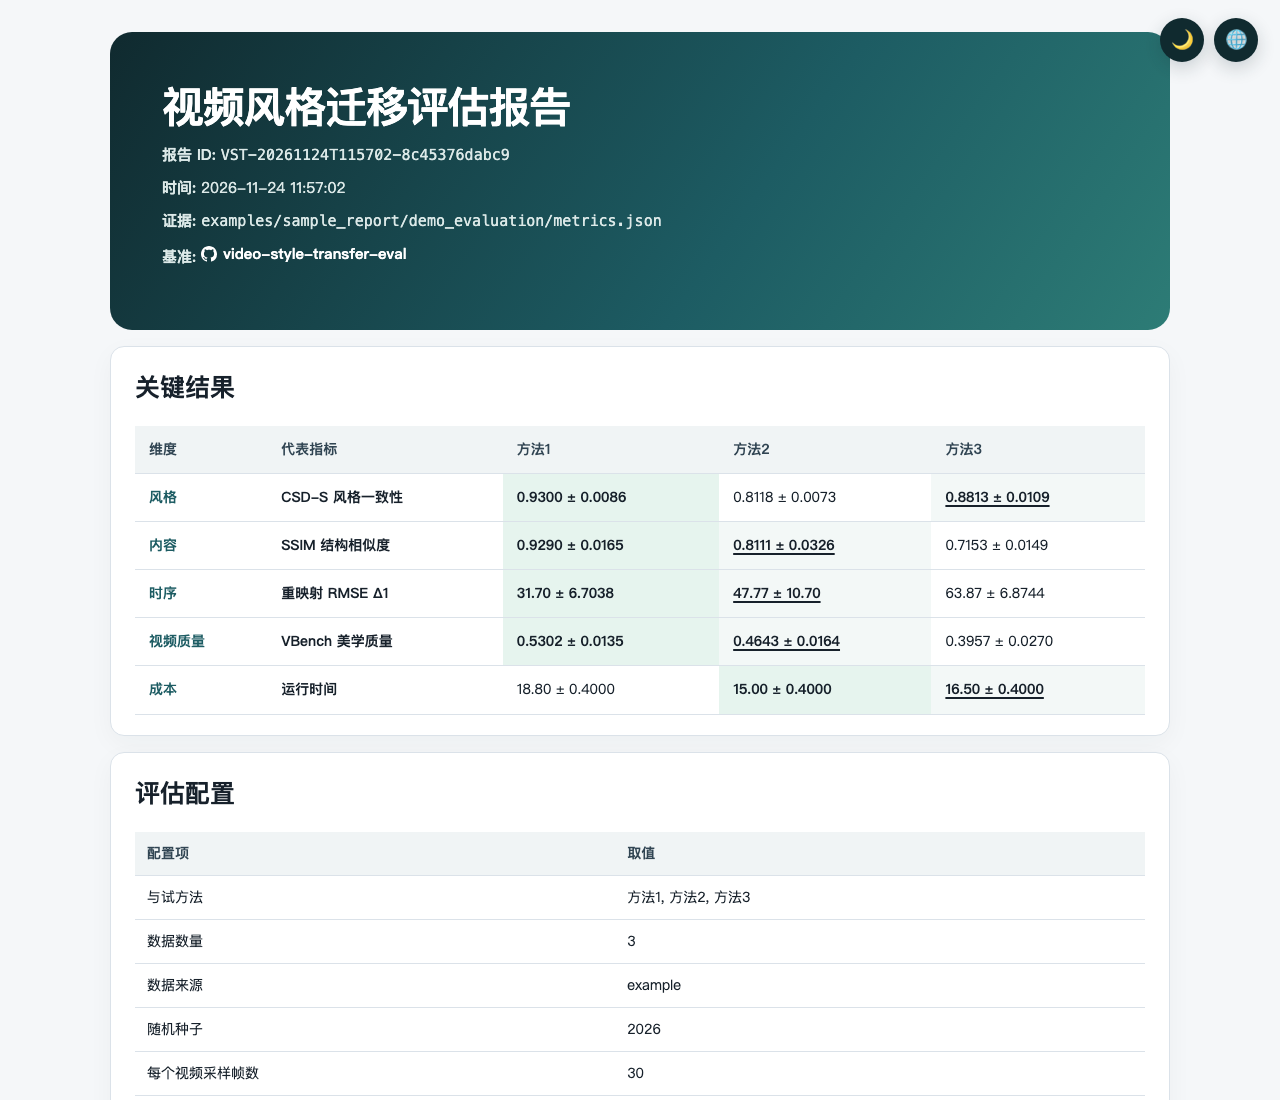 视频风格迁移评估报告
报告 ID: VST-20261124T115702-8c45376dabc9
时间: 2026-11-24 11:57:02
证据: examples/sample_report/demo_evaluation/metrics.json
基准: video-style-transfer-eval
关键结果
维度 代表指标 方法1 方法2 方法3
风格 CSD-S 风格一致性 0.9300 ± 0.0086 0.8118 ± 0.0073 0.8813 ± 0.0109
内容 SSIM 结构相似度 0.9290 ± 0.0165 0.8111 ± 0.0326 0.7153 ± 0.0149
时序 重映射 RMSE Δ1 31.70 ± 6.7038 47.77 ± 10.70 63.87 ± 6.8744
视频质量 VBench 美学质量 0.5302 ± 0.0135 0.4643 ± 0.0164 0.3957 ± 0.0270
成本 运行时间 18.80 ± 0.4000 15.00 ± 0.4000 16.50 ± 0.4000
评估配置
配置项 取值
与试方法 方法1, 方法2, 方法3
数据数量 3
数据来源 example
随机种子 2026
每个视频采样帧数 30